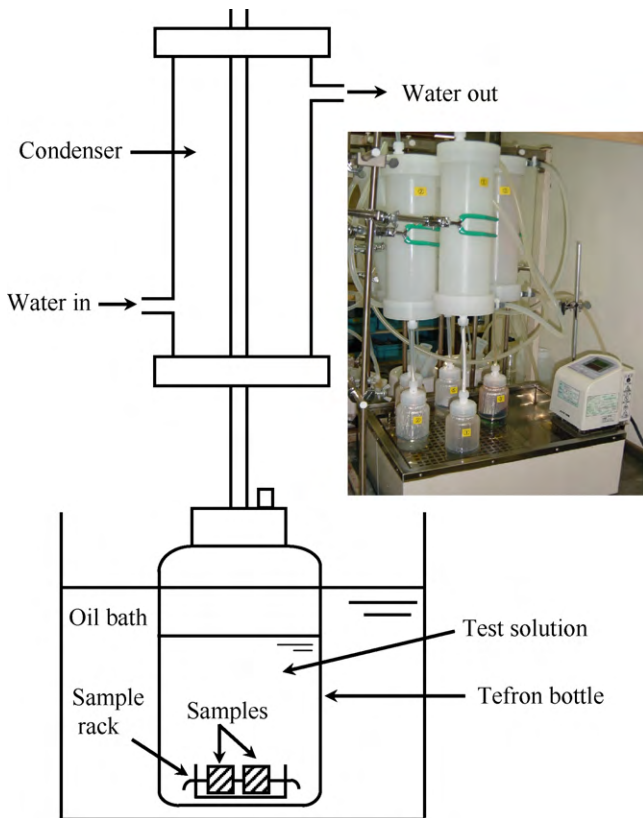 Water out
Condenser
Water in
Oil bath
Test solution
Sample
rack
Samples
Tefron bottle